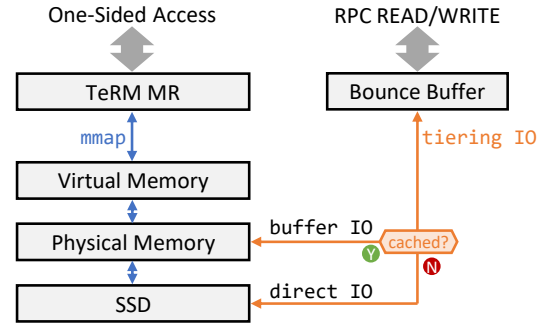 One-Sided Access
RPC READ/WRITE
TeRM MR
Bounce Buffer
mmap
tiering IO
Virtual Memory
buffer IO
Physical Memory
cached?
Y
N
direct IO
SSD